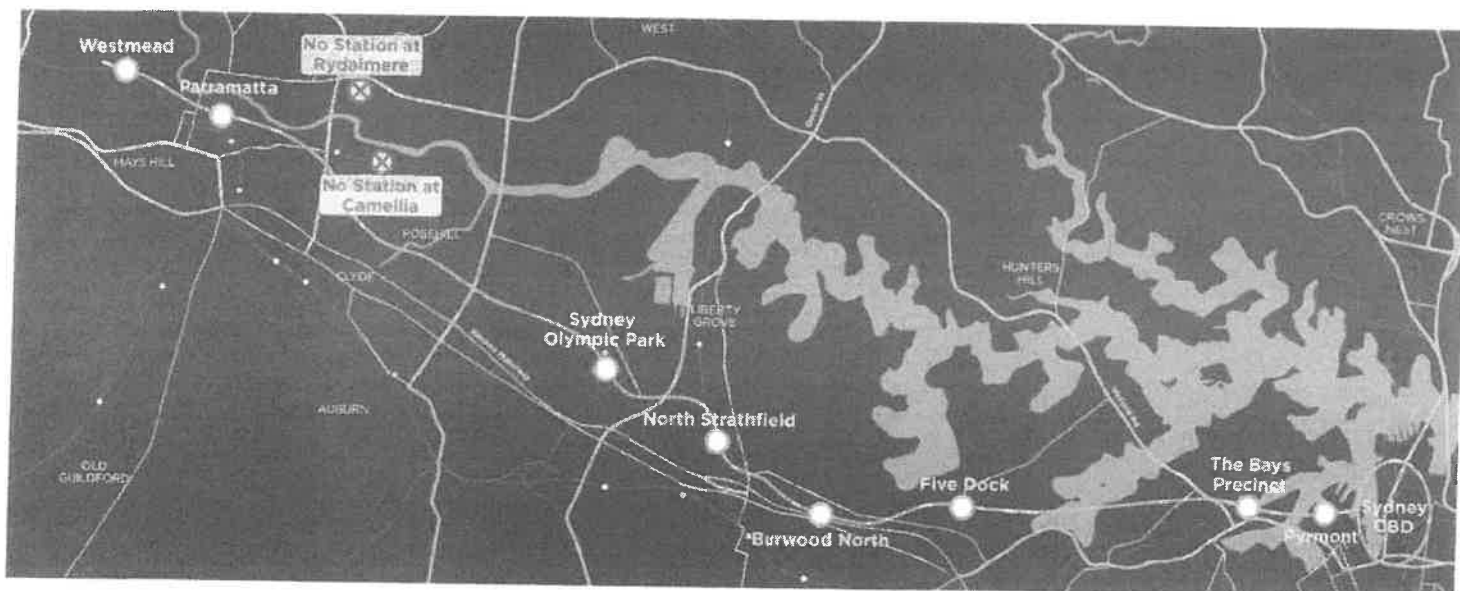 WEST
Westmead
No Station at
Rydalmere
Parramatta
MAYS HILL
No Station at
Camellia
ROSEHILL
CROWS
NEST
HUNTERS
HILL
CLYDE
LIBERTY
GROVE
Sydney
Olympic Park
AUBURN
North Strathfield
OLD
GUILDFORD
The Bays
Precinct
Five Dock
Burwood North
Pyrmont
Sydney
CBD